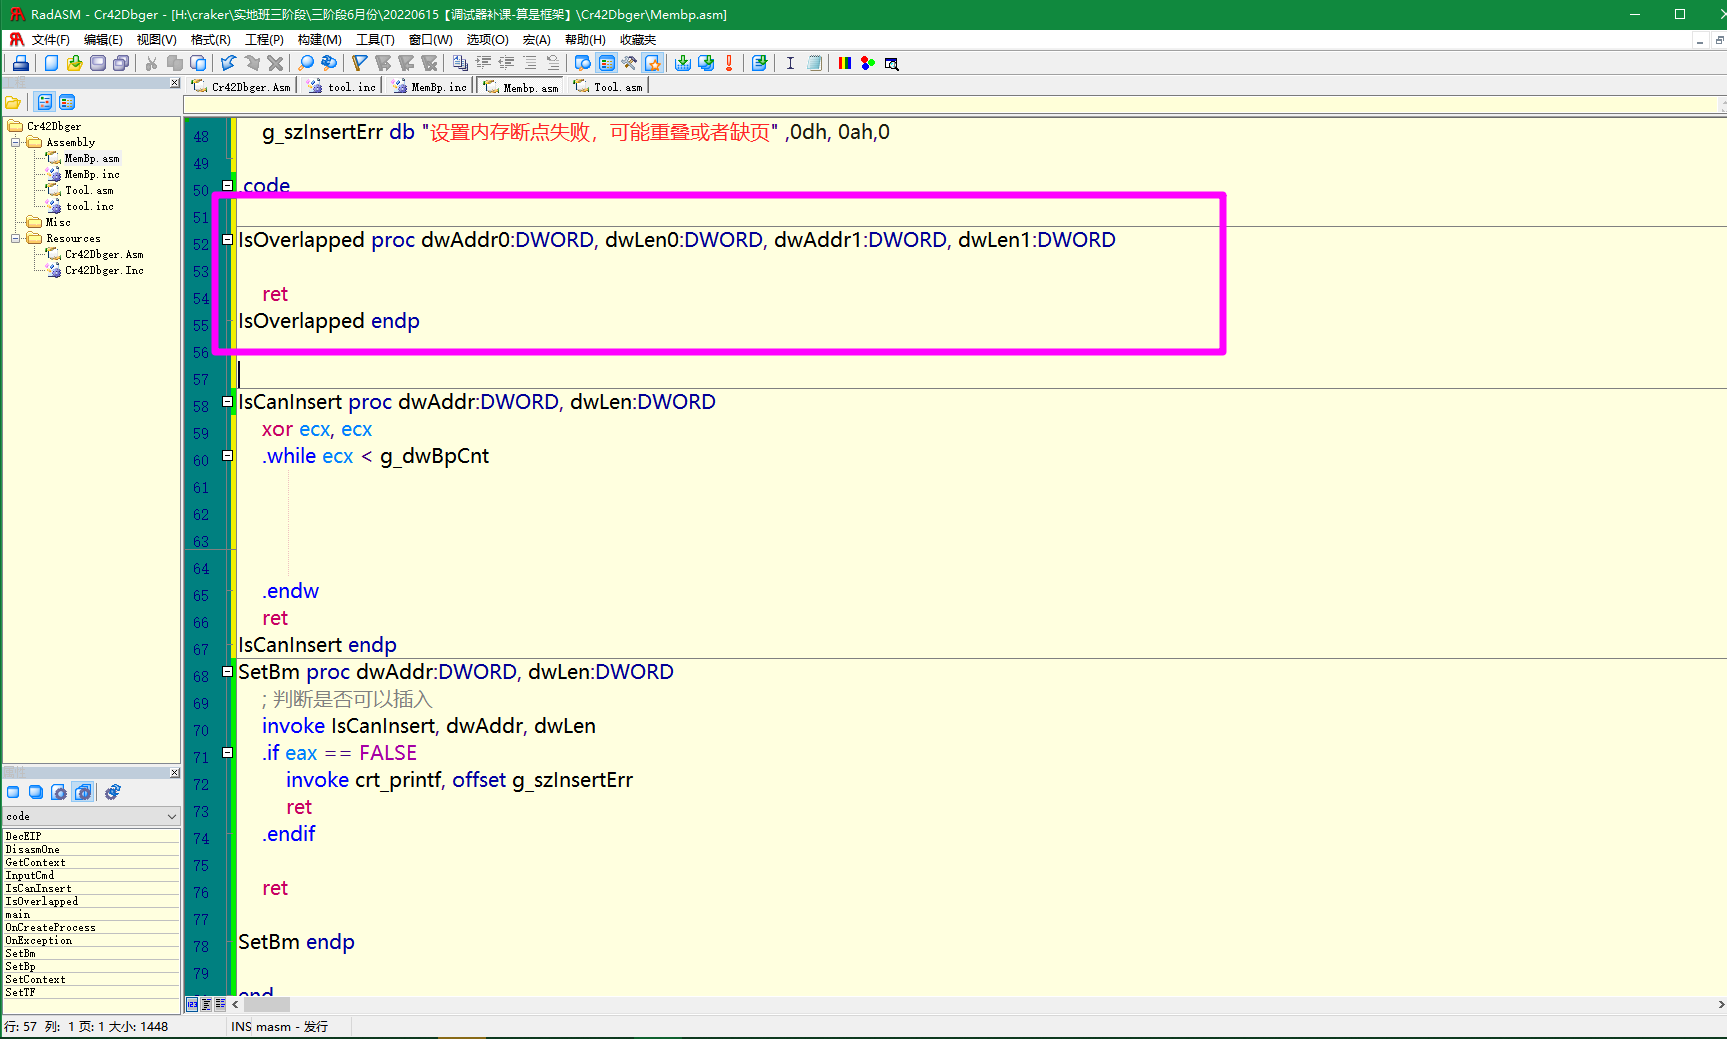 RadASM - Cr42Dbger - [H:\craker\实地班三阶段\三阶段6月份\20220615【调试器补课-算是框架】\Cr42Dbger\Membp.asm]
文件(F) 编辑(E) 视图(V) 格式(R) 工程(P) 构建(M) 工具(T) 窗口(W) 选项(O) 宏(A) 帮助(H) 收藏夹
Cr42Dbger.Asm tool.inc MemBp.inc Membp.asm Tool.asm
Cr42Dbger
Assembly
MemBp.asm
MemBp.inc
Tool.asm
tool.inc
Misc
Resources
Cr42Dbger.Asm
Cr42Dbger.Inc
code
DecEIP
DisasmOne
GetContext
InputCmd
IsCanInsert
IsOverlapped
main
OnCreateProcess
OnException
SetBm
SetBp
SetContext
SetTF
48 g_szInsertErr db "设置内存断点失败，可能重叠或者缺页" ,0dh, 0ah,0
49
50 .code
51
52 IsOverlapped proc dwAddr0:DWORD, dwLen0:DWORD, dwAddr1:DWORD, dwLen1:DWORD
53
54 ret
55 IsOverlapped endp
56
57
58 IsCanInsert proc dwAddr:DWORD, dwLen:DWORD
59 xor ecx, ecx
60 .while ecx < g_dwBpCnt
61
62
63
64
65 .endw
66 ret
67 IsCanInsert endp
68 SetBm proc dwAddr:DWORD, dwLen:DWORD
69 ; 判断是否可以插入
70 invoke IsCanInsert, dwAddr, dwLen
71 .if eax == FALSE
72 invoke crt_printf, offset g_szInsertErr
73 ret
74 .endif
75
76 ret
77
78 SetBm endp
79
end
行: 57 列: 1 页: 1 大小: 1448 INS masm - 发行